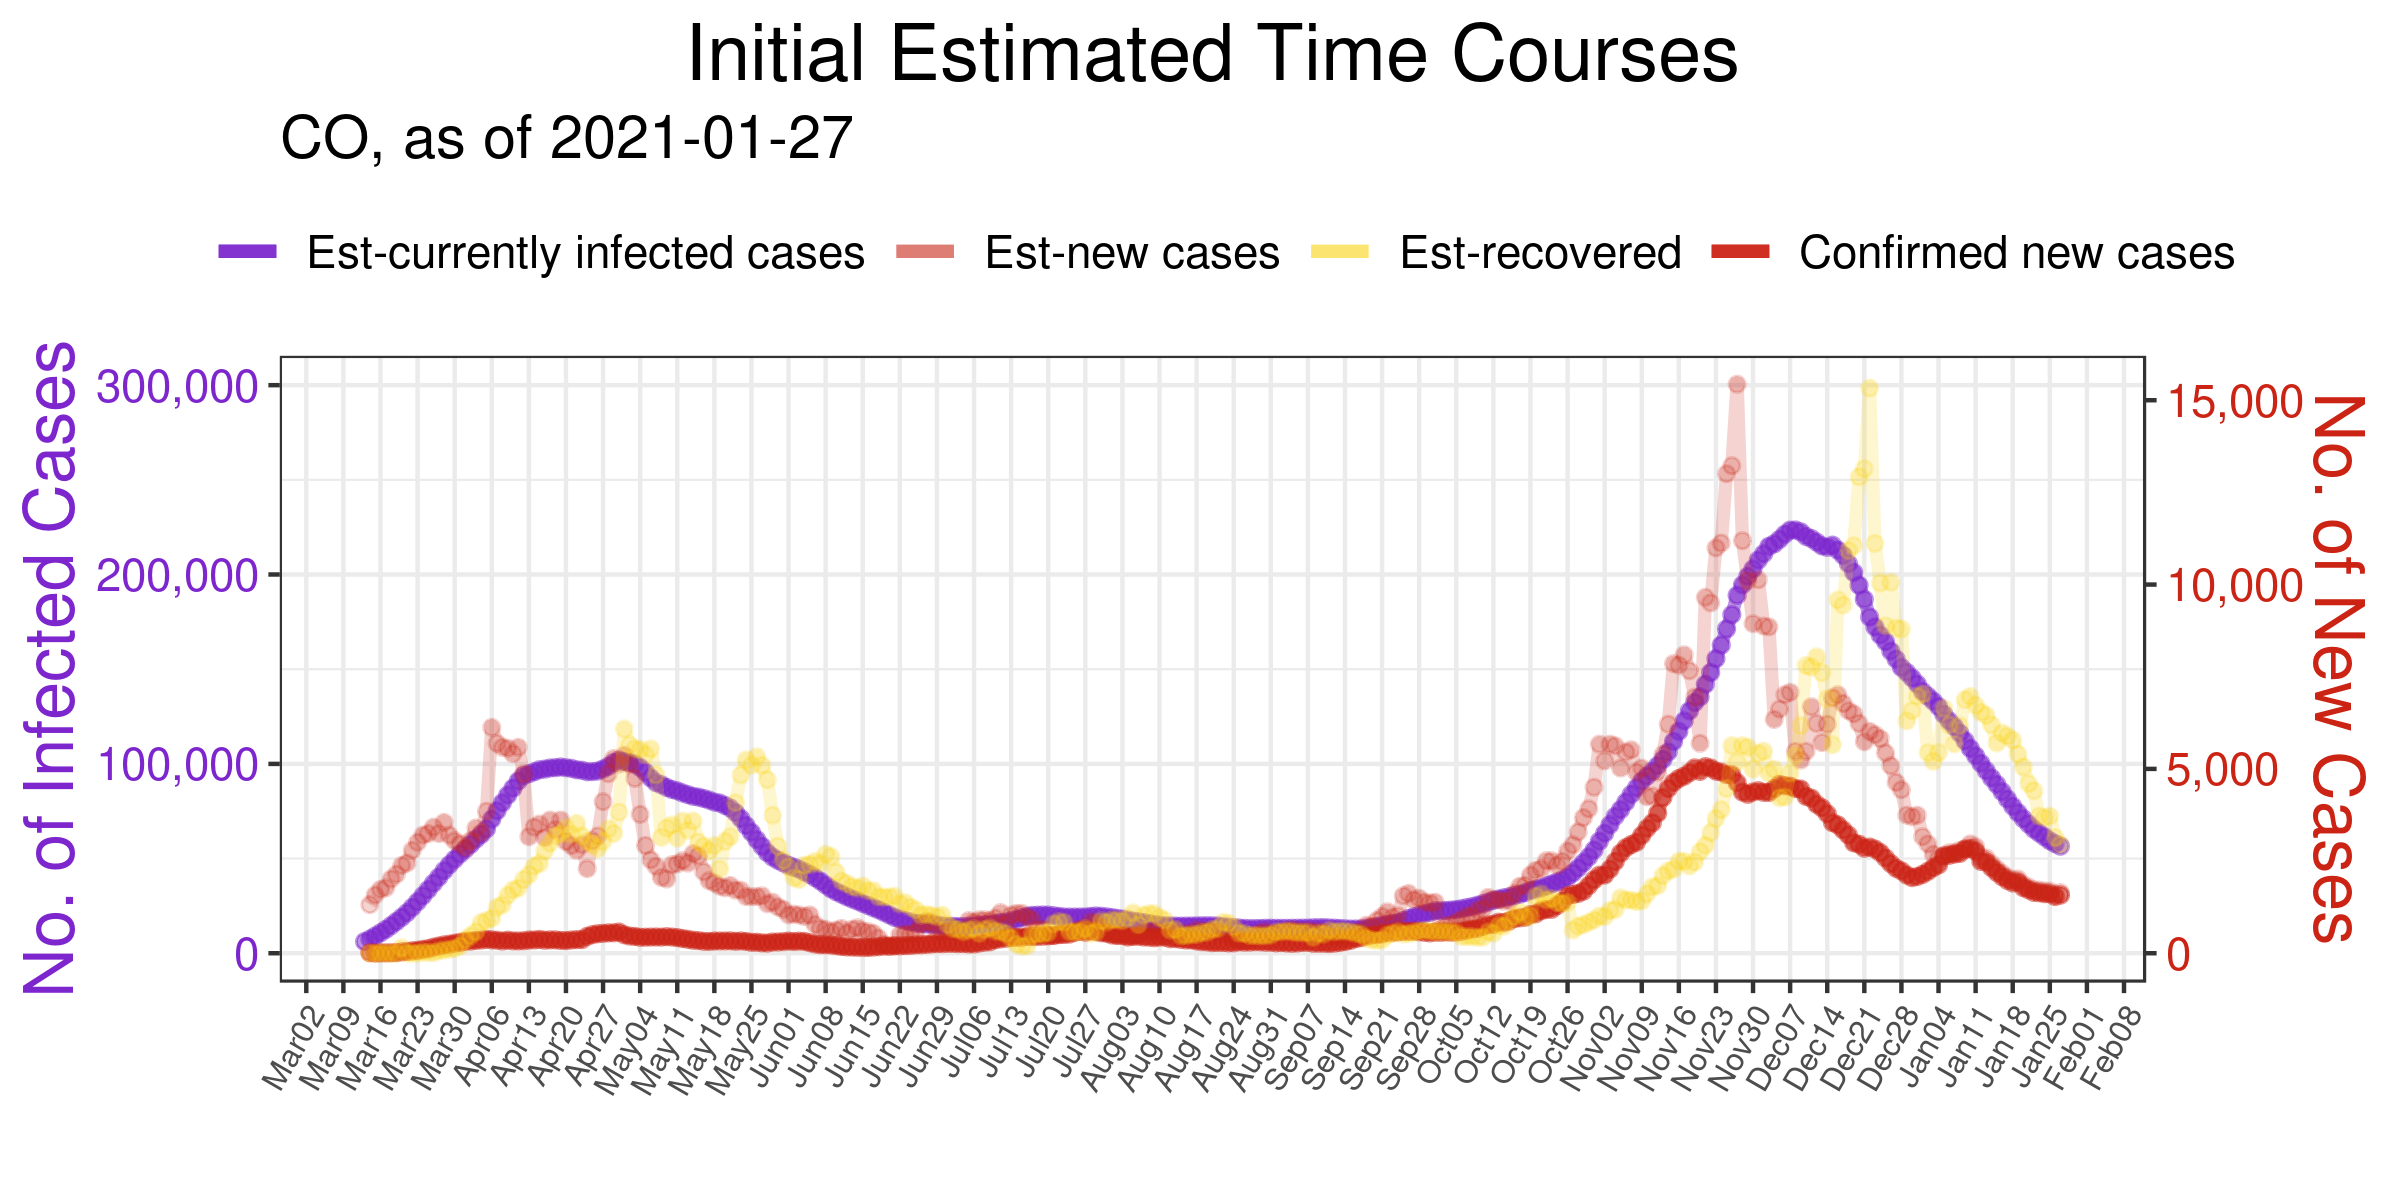 Initial Estimated Time Courses
CO, as of 2021-01-27
Est-currently infected cases
Est-new cases
Est-recovered
Confirmed new cases
No. of Infected Cases
300,000
200,000
100,000
0
15,000
10,000
5,000
0
No. of New Cases
Mar02
Mar09
Mar16
Mar23
Mar30
Apr06
Apr13
Apr20
Apr27
May04
May11
May18
May25
Jun01
Jun08
Jun15
Jun22
Jun29
Jul06
Jul13
Jul20
Jul27
Aug03
Aug10
Aug17
Aug24
Aug31
Sep07
Sep14
Sep21
Sep28
Oct05
Oct12
Oct19
Oct26
Nov02
Nov09
Nov16
Nov23
Nov30
Dec07
Dec14
Dec21
Dec28
Jan04
Jan11
Jan18
Jan25
Feb01
Feb08